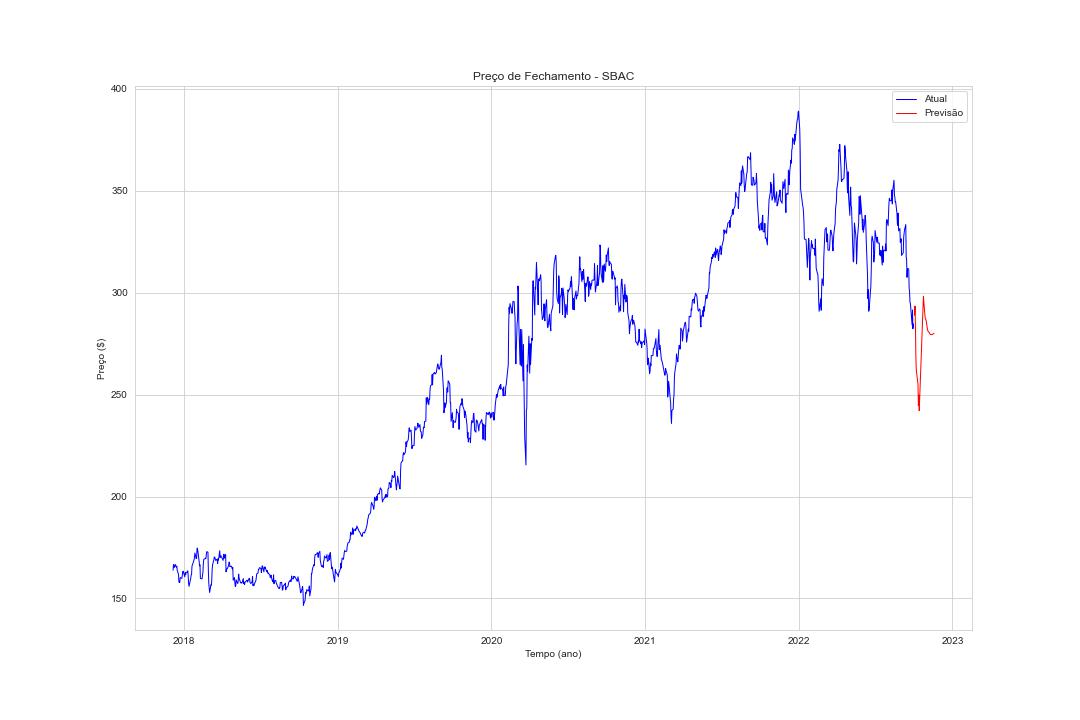 Preço de Fechamento - SBAC
Atual
Previsão
400
350
300
250
200
150
Preço ($)
2018
2019
2020
2021
2022
2023
Tempo (ano)